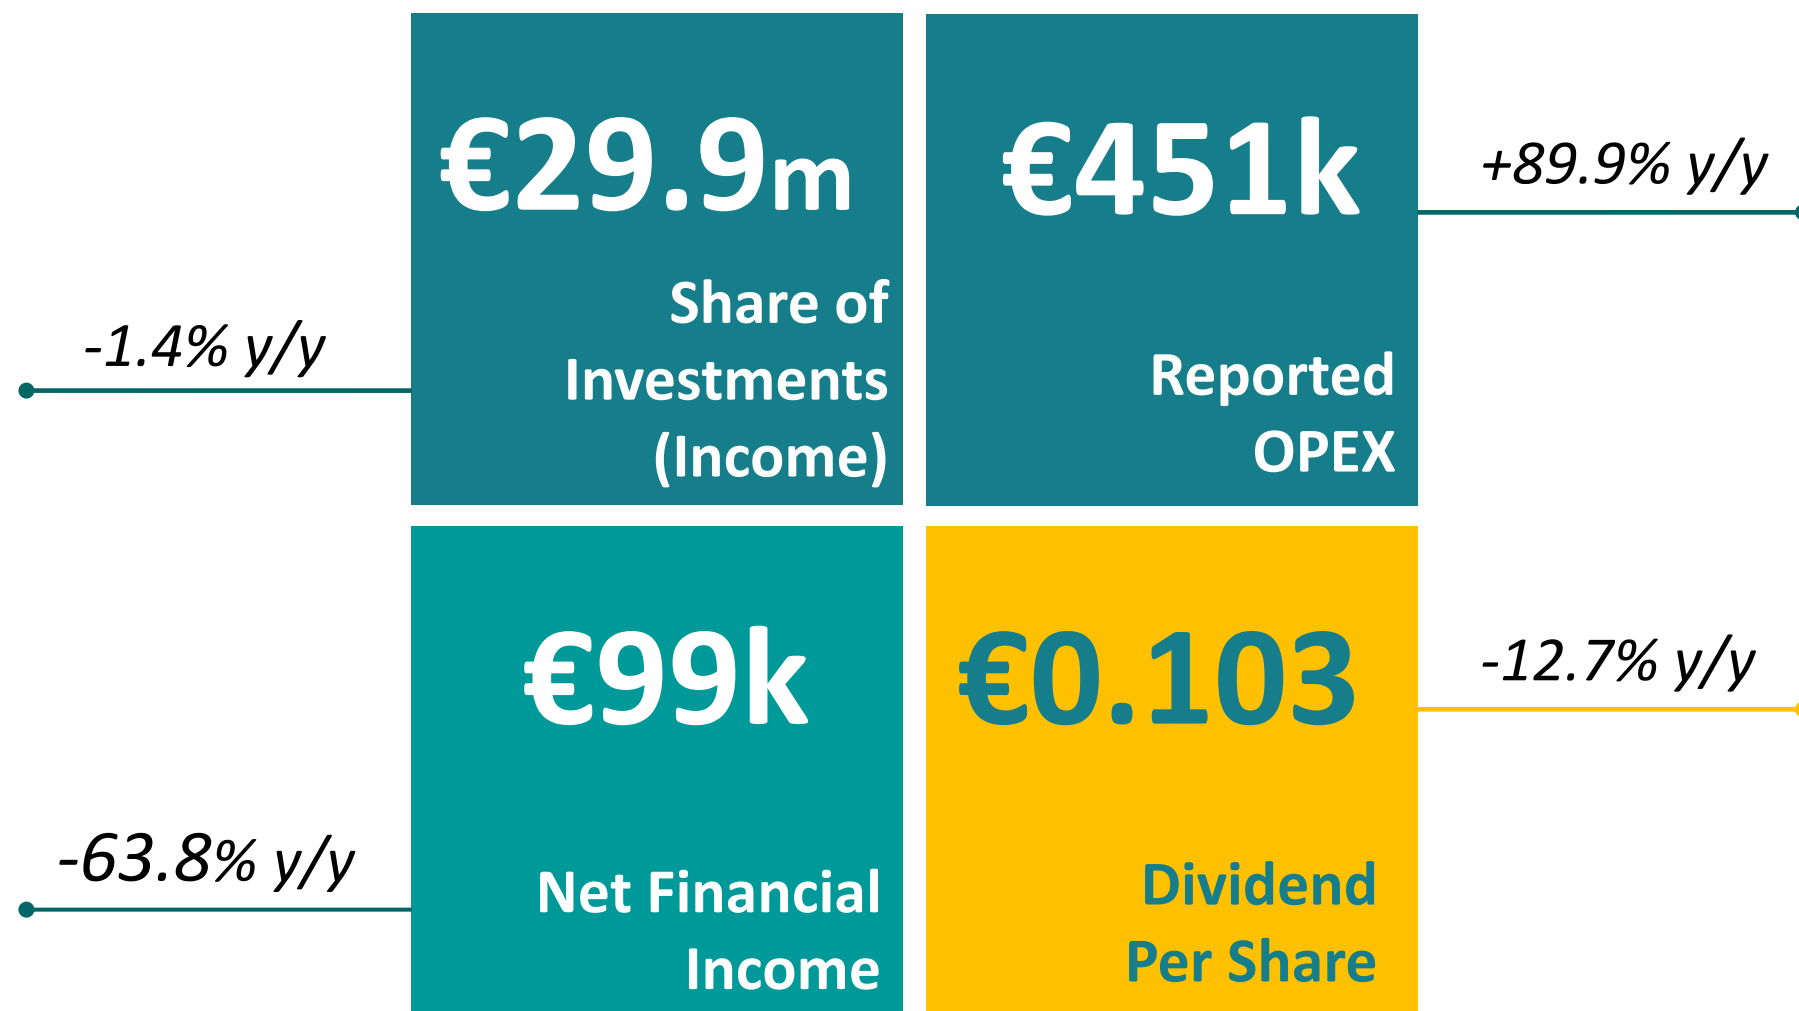 €29.9m
Share of
Investments
(Income)
-1.4% y/y
€451k
Reported
OPEX
+89.9% y/y
€99k
Net Financial
Income
-63.8% y/y
€0.103
Dividend
Per Share
-12.7% y/y